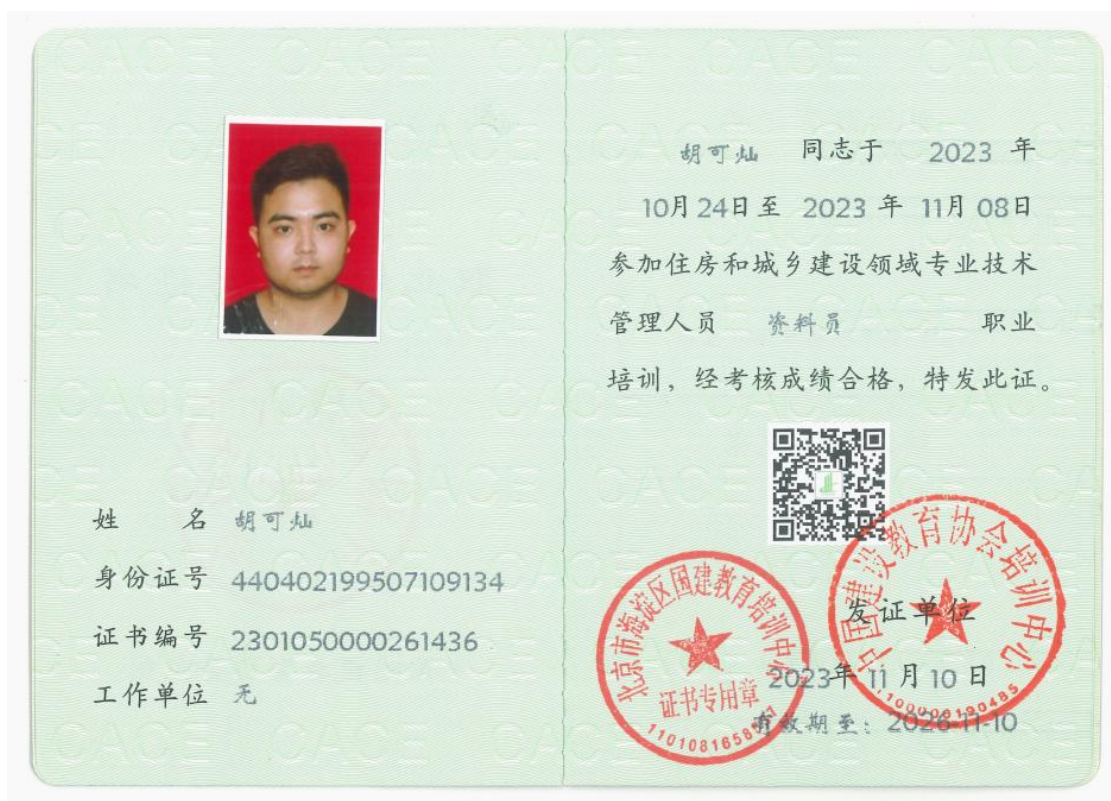 姓 名 胡可灿
身份证号 440402199507109134
证书编号 2301050000261436
工作单位 无
胡可灿 同志于 2023 年
10月24日至 2023 年 11月 08日
参加住房和城乡建设领域专业技术
管理人员 资料员 职业
培训，经考核成绩合格，特发此证。
中国建设教育协会培训中心
发证单位
北京市海淀区国建教育培训中心
证书专用章
2023年 11 月 10 日
有效期至：2026-11-10
CACE